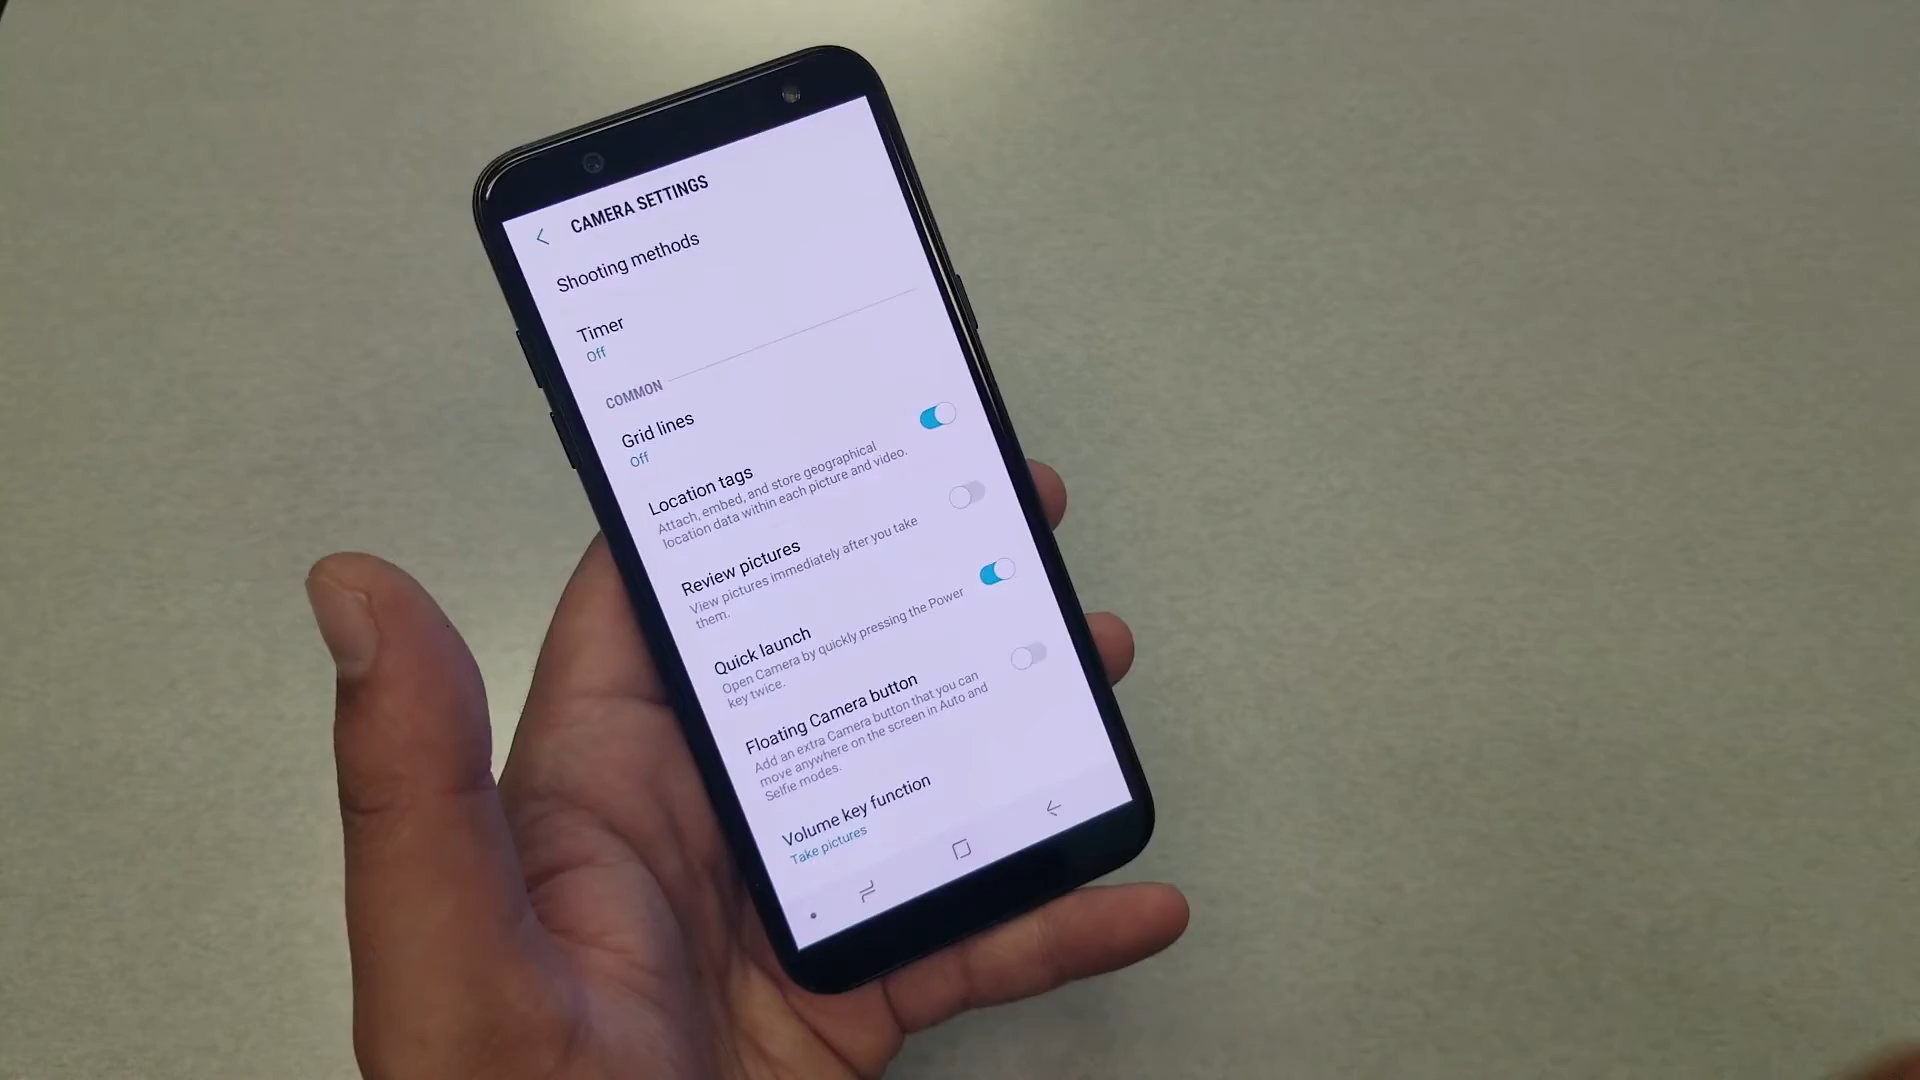 CAMERA SETTINGS
Shooting methods
Timer
Off
COMMON
Grid lines
Off
Location tags
Attach, embed, and store geographical
location data within each picture and video.
Review pictures
View pictures immediately after you take
them.
Quick launch
Open Camera by quickly pressing the Power
key twice.
Floating Camera button
Add an extra Camera button that you can
move anywhere on the screen in Auto and
Selfie modes.
Volume key function
Take pictures